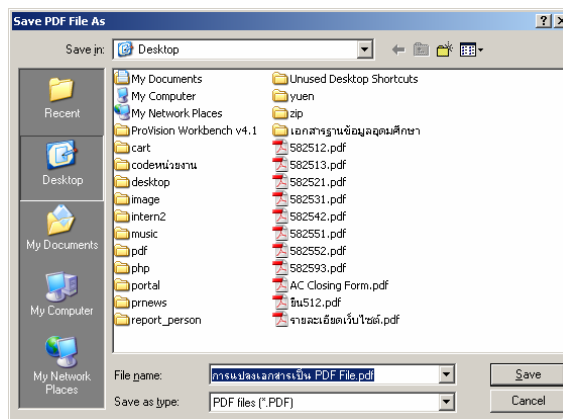 Save PDF File As
Save in: Desktop
Recent
Desktop
My Documents
My Computer
My Network
Places
My Documents
My Computer
My Network Places
ProVision Workbench v4.1
cart
codeหน่วยงาน
desktop
image
intern2
music
pdf
php
portal
prnews
report_person
Unused Desktop Shortcuts
yuen
zip
เอกสารฐานข้อมูลอุดมศึกษา
582512.pdf
582513.pdf
582521.pdf
582531.pdf
582542.pdf
582551.pdf
582552.pdf
582593.pdf
AC Closing Form.pdf
ยืน512.pdf
รายละเอียดเว็บไซต์.pdf
File name: การแปลงเอกสารเป็น PDF File.pdf
Save
Save as type: PDF files (*.PDF)
Cancel